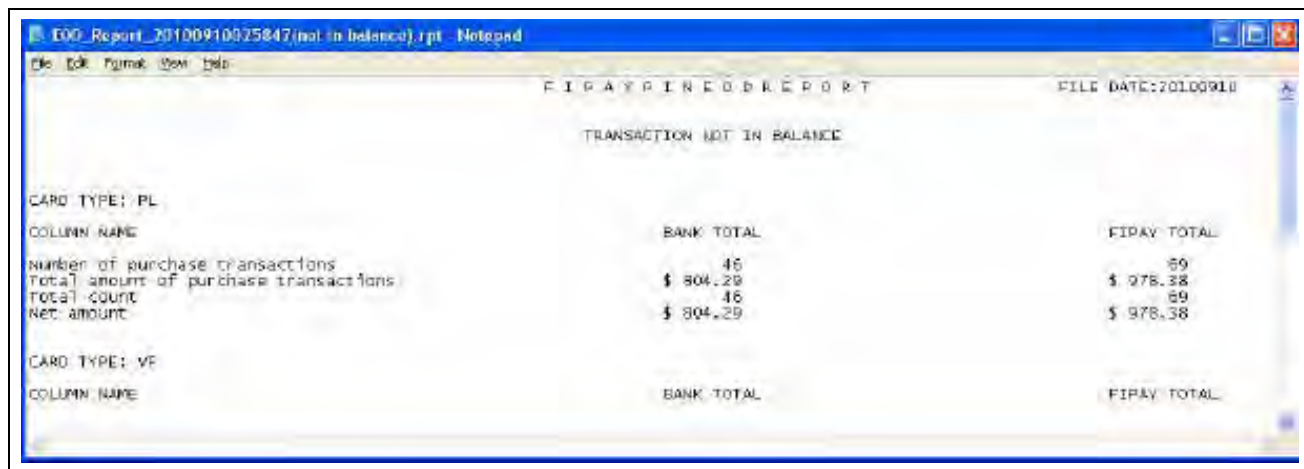 E00_Report_20100910025847(not in balance).rpt - Notepad
File Edit Format View Help
F I P A Y P I N E O D R E P O R T FILE DATE:20100910
TRANSACTION NOT IN BALANCE
CARD TYPE: PL
COLUMN NAME BANK TOTAL FIPAY TOTAL
Number of purchase transactions 46 69
Total amount of purchase transactions $ 804.29 $ 978.38
Total count 46 69
Net amount $ 804.29 $ 978.38
CARD TYPE: VF
COLUMN NAME BANK TOTAL FIPAY TOTAL